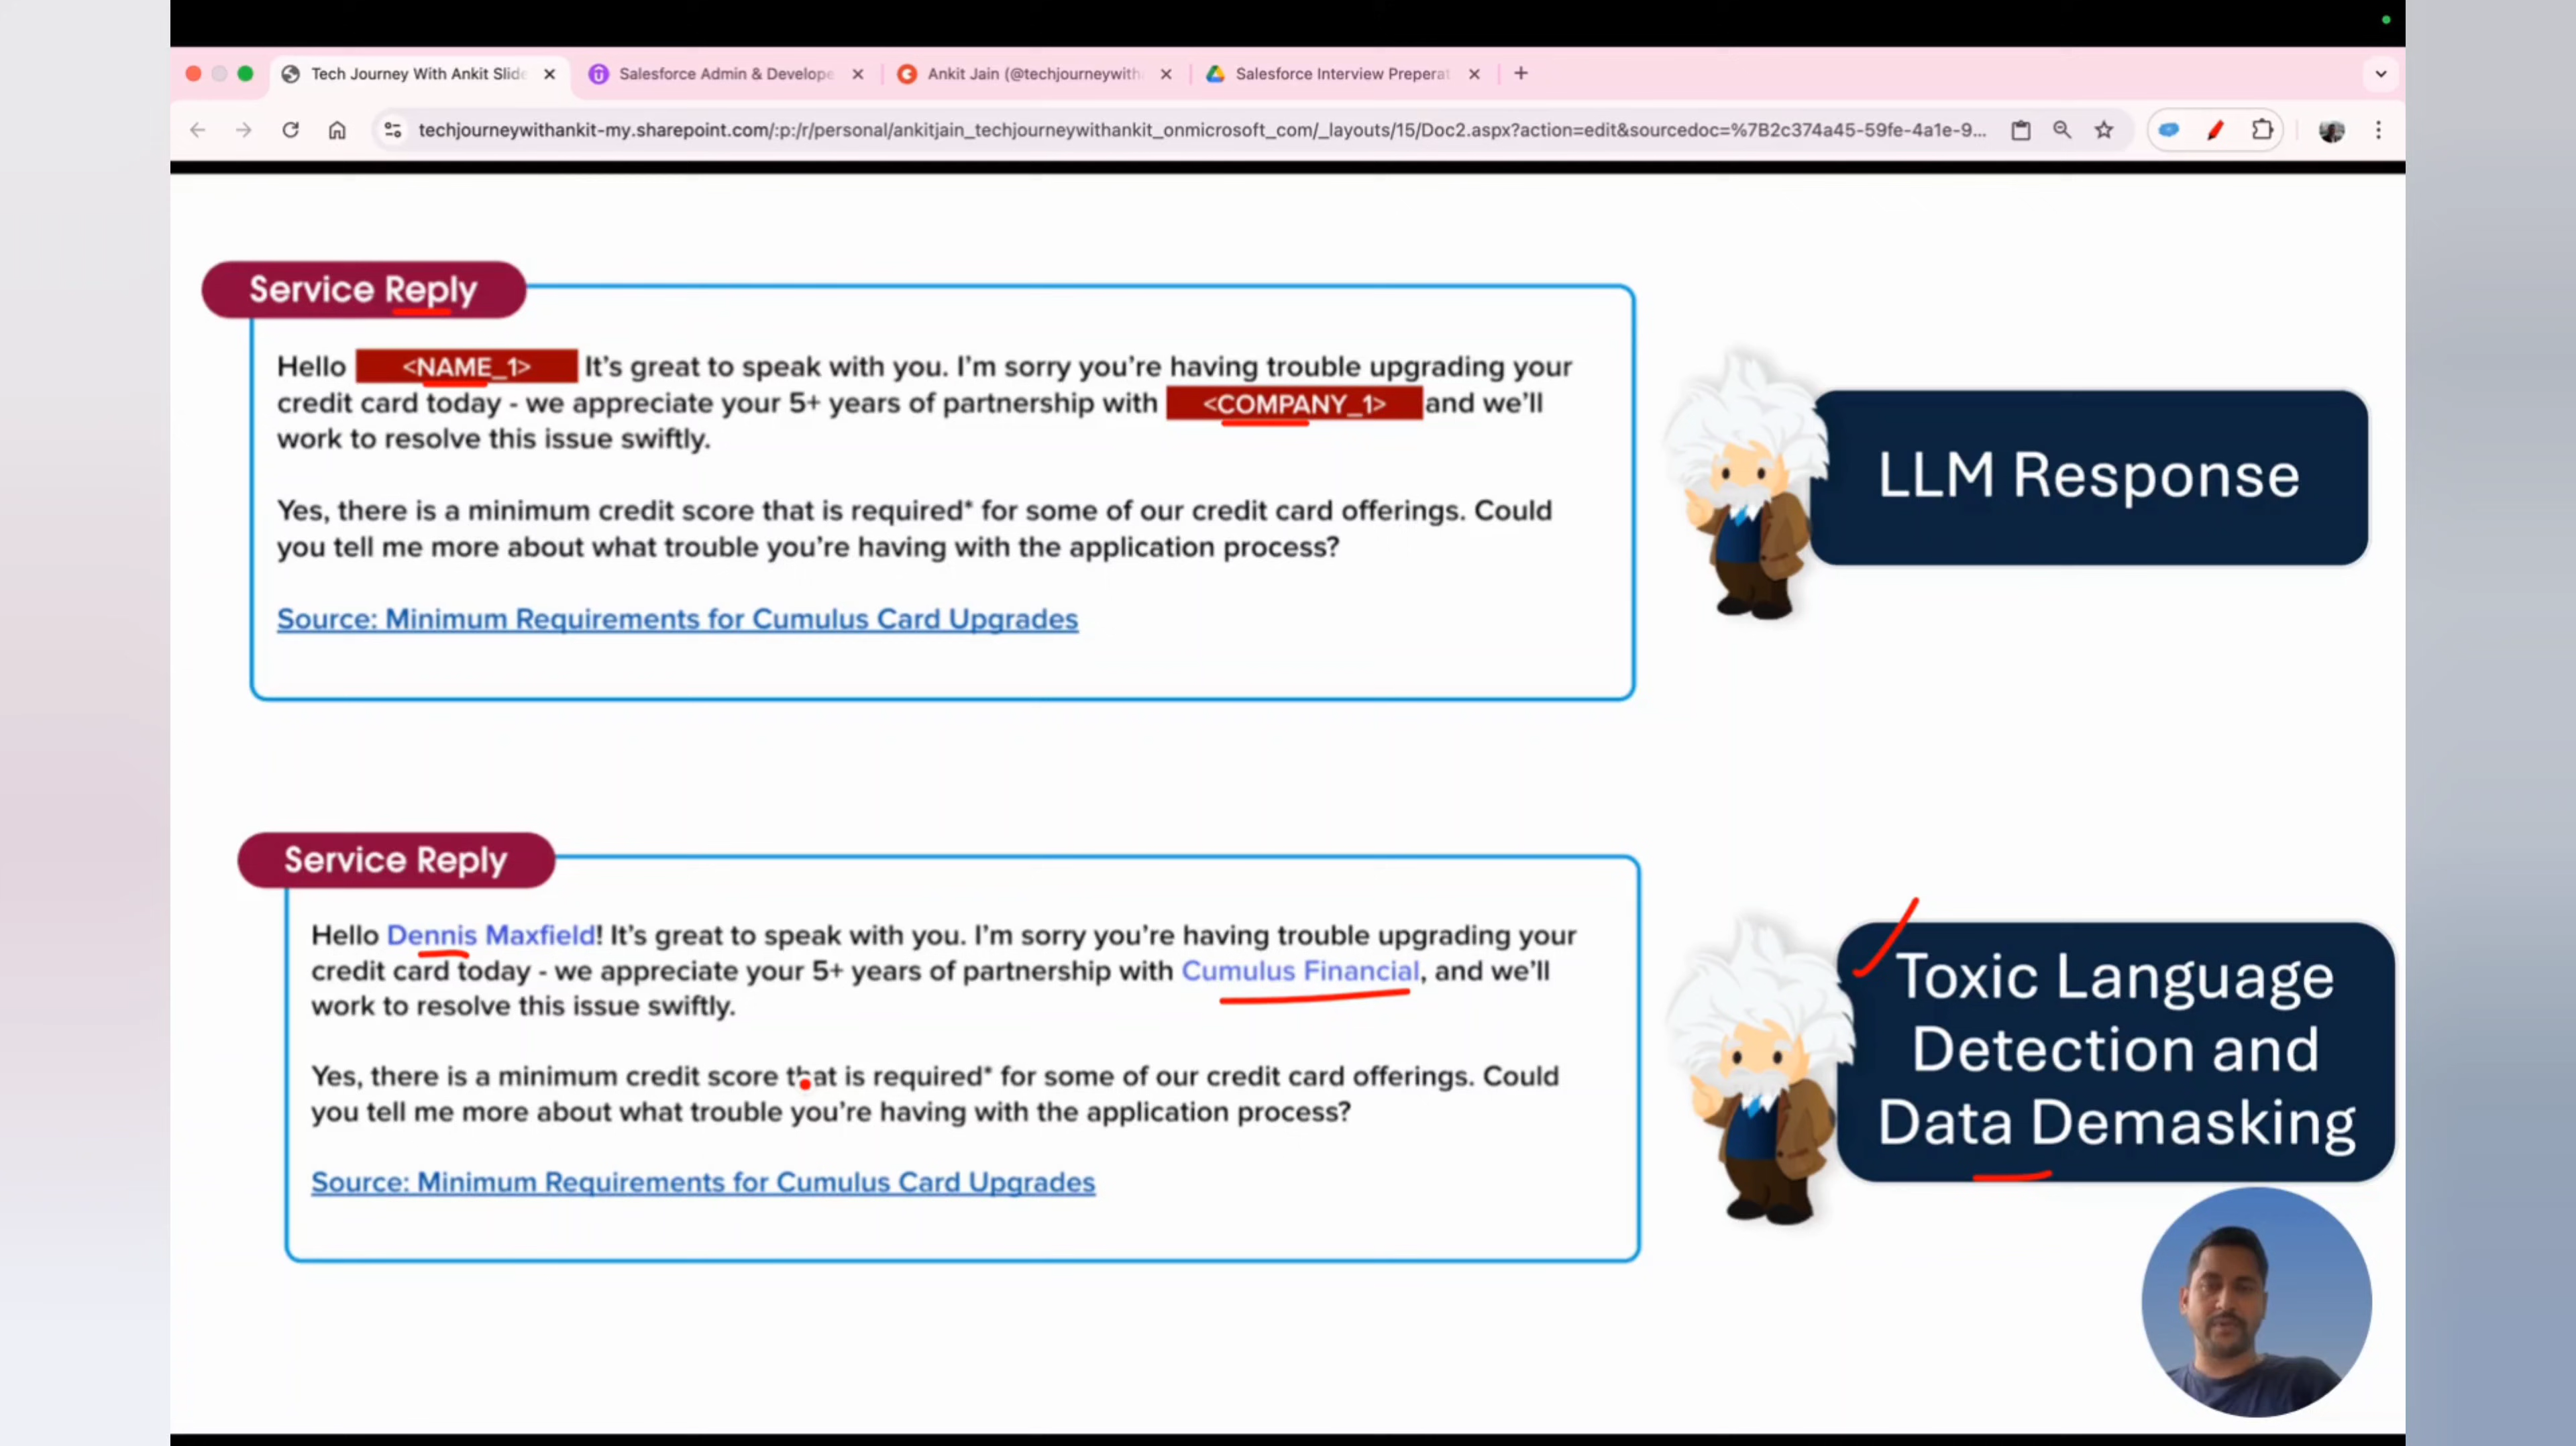 Tech Journey With Ankit Slide
Salesforce Admin & Develope
Ankit Jain (@techjourneywith
Salesforce Interview Preperat
techjourneywithankit-my.sharepoint.com/:p:/r/personal/ankitjain_techjourneywithankit_onmicrosoft_com/_layouts/15/Doc2.aspx?action=edit&sourcedoc=%7B2c374a45-59fe-4a1e-9...
Service Reply
Hello <NAME_1> It's great to speak with you. I'm sorry you're having trouble upgrading your
credit card today - we appreciate your 5+ years of partnership with <COMPANY_1> and we'll
work to resolve this issue swiftly.
Yes, there is a minimum credit score that is required* for some of our credit card offerings. Could
you tell me more about what trouble you're having with the application process?
Source: Minimum Requirements for Cumulus Card Upgrades
LLM Response
Service Reply
Hello Dennis Maxfield! It's great to speak with you. I'm sorry you're having trouble upgrading your
credit card today - we appreciate your 5+ years of partnership with Cumulus Financial, and we'll
work to resolve this issue swiftly.
Yes, there is a minimum credit score that is required* for some of our credit card offerings. Could
you tell me more about what trouble you're having with the application process?
Source: Minimum Requirements for Cumulus Card Upgrades
Toxic Language
Detection and
Data Demasking